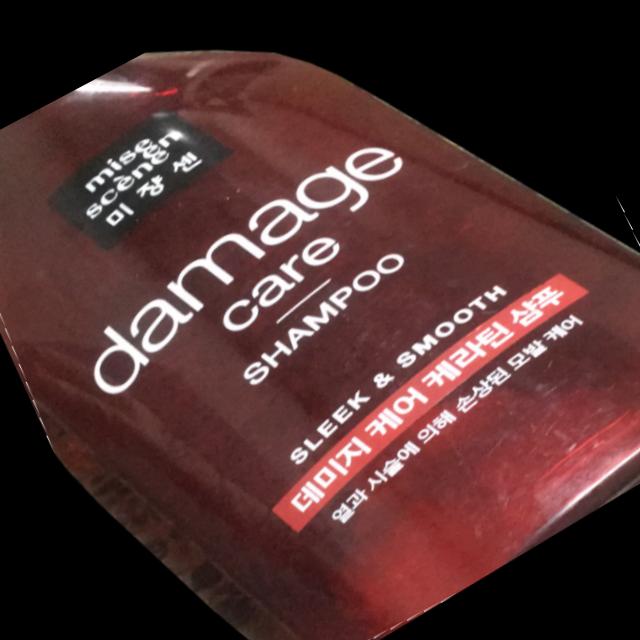 mise
en
scène
미장센
damage
care
SHAMPOO
SLEEK & SMOOTH
데미지 케어 케라틴 샴푸
펌과 시술에 의해 손상된 모발 케어